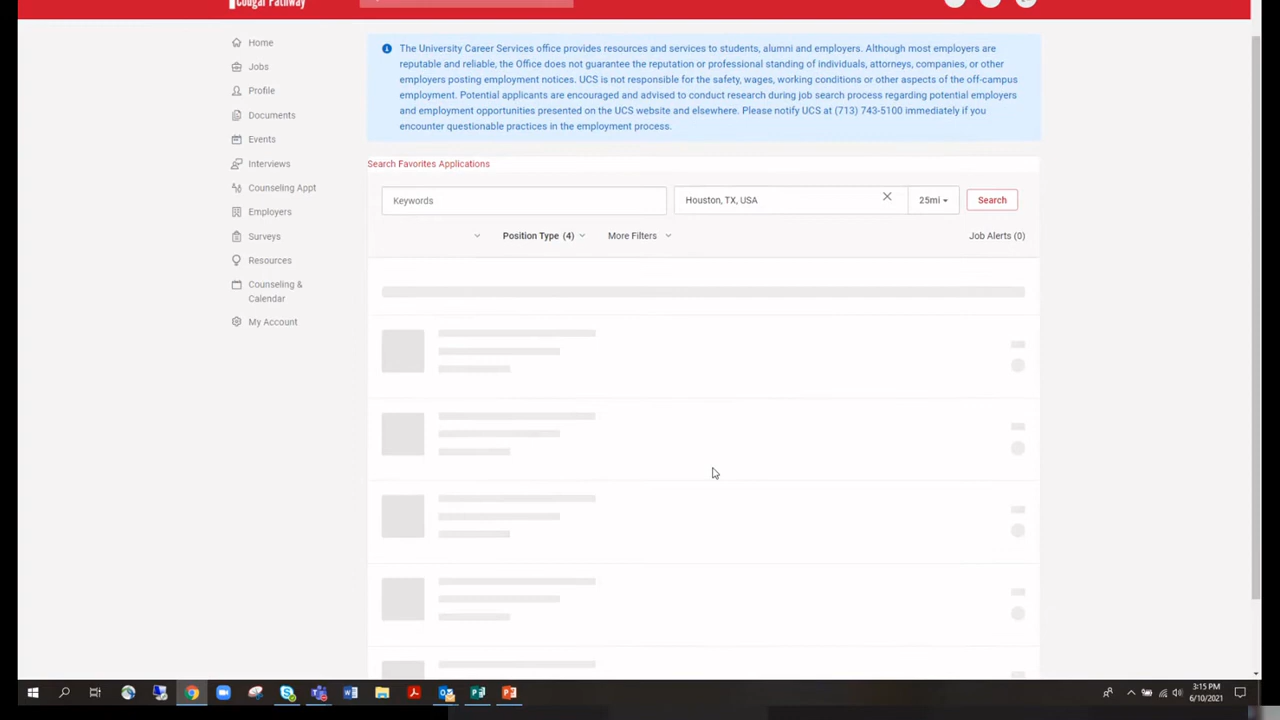 Cougar Pathway
Home
Jobs
Profile
Documents
Events
Interviews
Counseling Appt
Employers
Surveys
Resources
Counseling &
Calendar
My Account
The University Career Services office provides resources and services to students, alumni and employers. Although most employers are
reputable and reliable, the Office does not guarantee the reputation or professional standing of individuals, attorneys, companies, or other
employers posting employment notices. UCS is not responsible for the safety, wages, working conditions or other aspects of the off-campus
employment. Potential applicants are encouraged and advised to conduct research during job search process regarding potential employers
and employment opportunities presented on the UCS website and elsewhere. Please notify UCS at (713) 743-5100 immediately if you
encounter questionable practices in the employment process.
Search Favorites Applications
Keywords
Houston, TX, USA
25mi
Search
Position Type (4)
More Filters
Job Alerts (0)
3:15 PM
6/10/2021